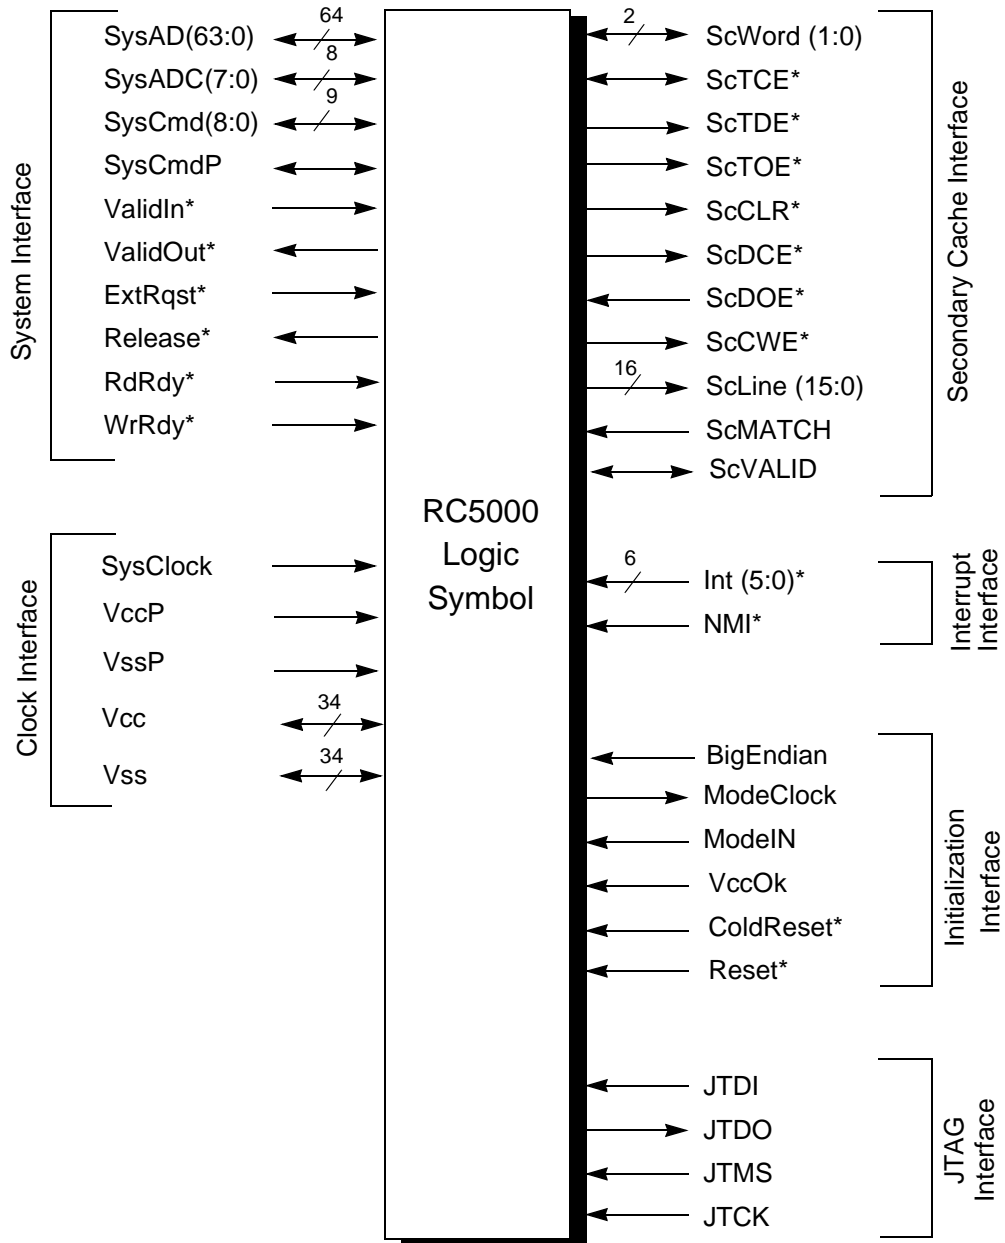 System Interface
SysAD(63:0)
64
SysADC(7:0)
8
SysCmd(8:0)
9
SysCmdP
ValidIn*
ValidOut*
ExtRqst*
Release*
RdRdy*
WrRdy*
Clock Interface
SysClock
VccP
VssP
Vcc
34
Vss
34
RC5000
Logic
Symbol
2
ScWord (1:0)
ScTCE*
ScTDE*
ScTOE*
ScCLR*
ScDCE*
ScDOE*
ScCWE*
16
ScLine (15:0)
ScMATCH
ScVALID
Secondary Cache Interface
6
Int (5:0)*
NMI*
Interrupt
Interface
BigEndian
ModeClock
ModeIN
VccOk
ColdReset*
Reset*
Initialization
Interface
JTDI
JTDO
JTMS
JTCK
JTAG
Interface